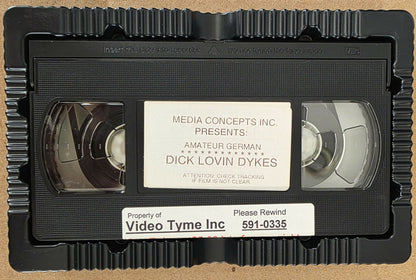 MEDIA CONCEPTS INC.
PRESENTS:
AMATEUR GERMAN
*************
DICK LOVIN DYKES
ATTENTION: CHECK TRACKING
IF FILM IS NOT CLEAR
Property of
Please Rewind
Video Tyme Inc
591-0335